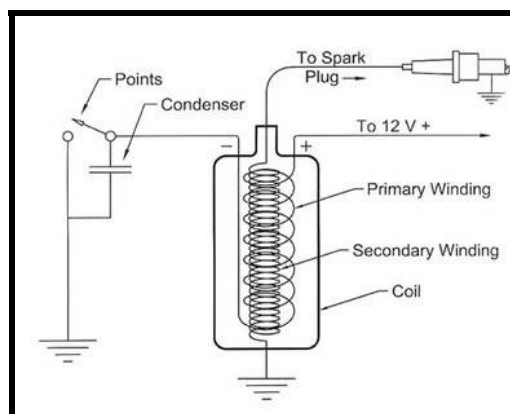 To Spark
Plug
Points
Condenser
To 12 V +
−
+
Primary Winding
Secondary Winding
Coil